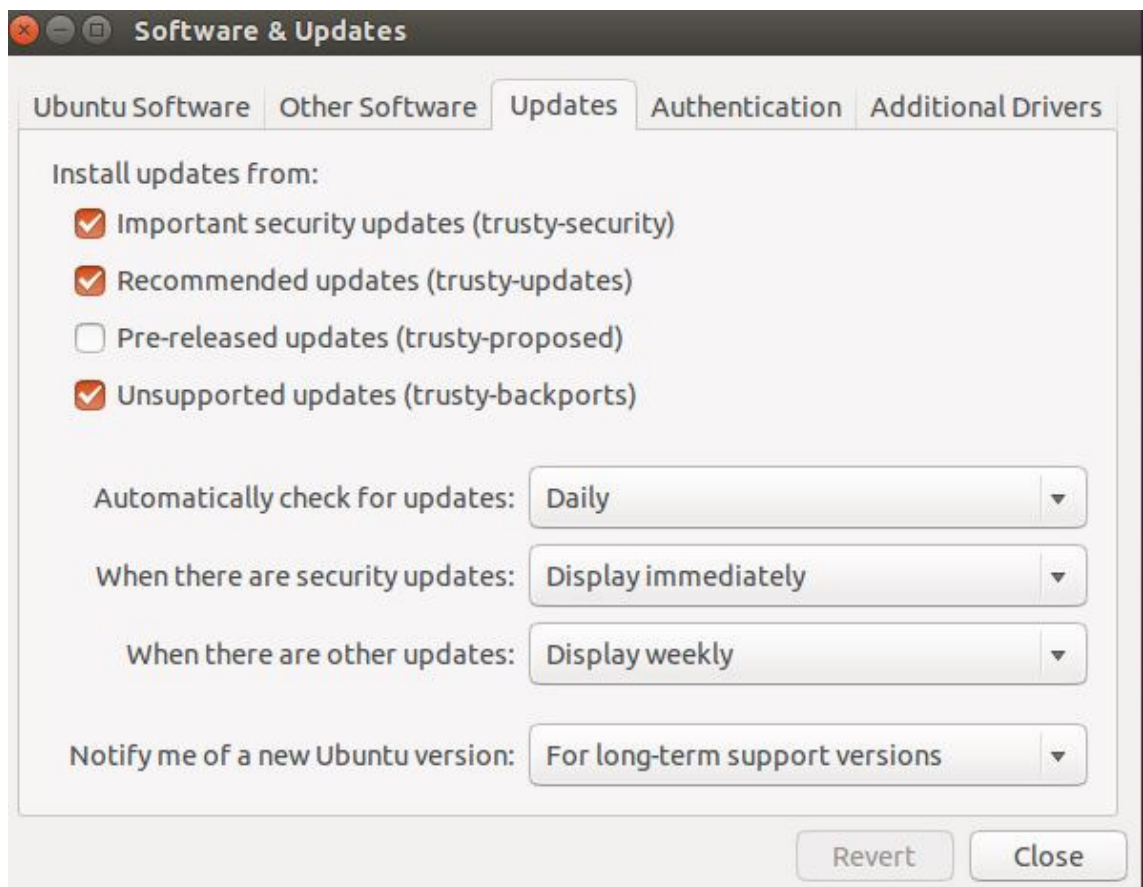 Software & Updates
Ubuntu Software Other Software Updates Authentication Additional Drivers
Install updates from:
Important security updates (trusty-security)
Recommended updates (trusty-updates)
Pre-released updates (trusty-proposed)
Unsupported updates (trusty-backports)
Automatically check for updates: Daily
When there are security updates: Display immediately
When there are other updates: Display weekly
Notify me of a new Ubuntu version: For long-term support versions
Revert Close